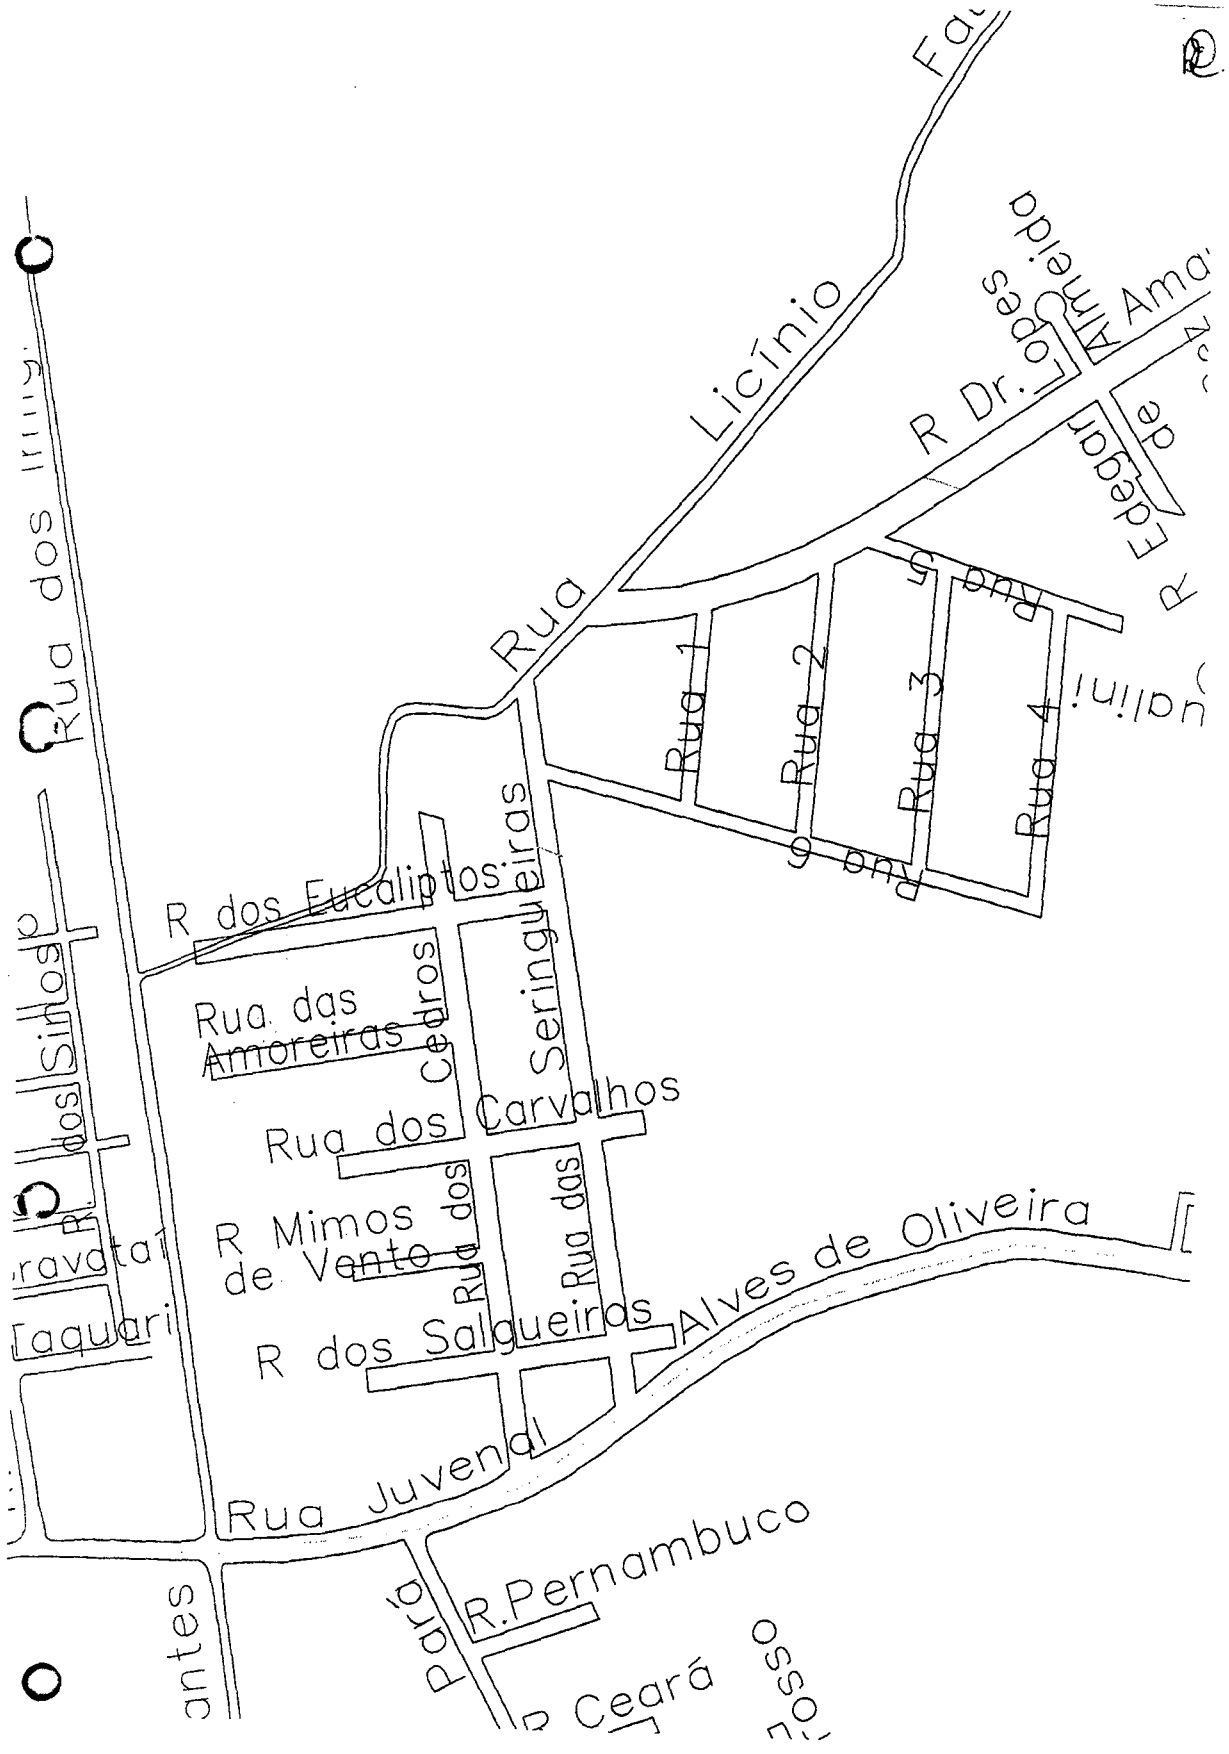 Rua Licínio
Almeida
Lopes
R Dr.
R Edegar
de
Rua dos
Rua 1
Rua 2
Rua 3
Rua 4
Rua 5
Rua 6
R dos Eucaliptos
Rua das Seringueiras
Rua dos Cedros
Rua das
Amoreiras
Rua dos Carvalhos
R. dos Sinos
R Mimos
de Vento
R dos Salgueiros
Taquari
Rua Juvenal Alves de Oliveira
R.Pernambuco
Pará
Ceará
antes